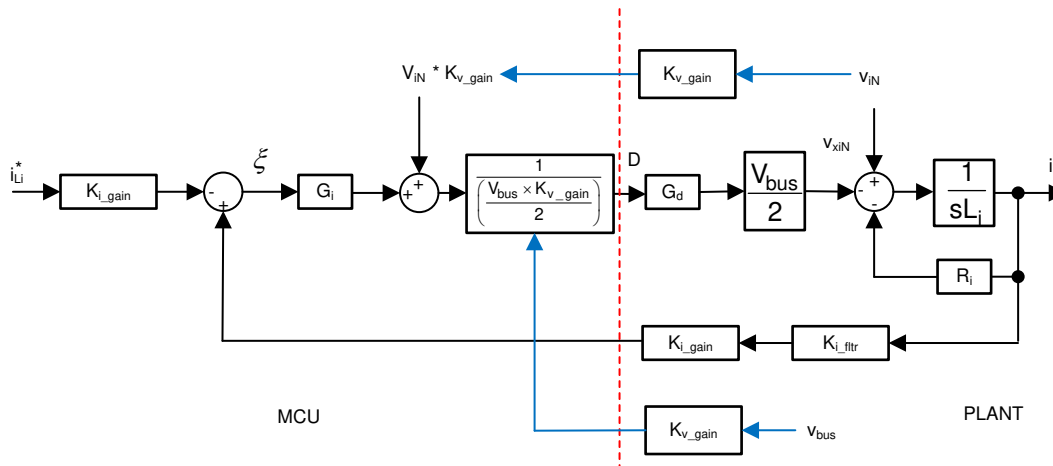 V_iN * K_v_gain
K_v_gain
v_iN
v_xiN
i_Li^*
K_i_gain
-
+
ξ
G_i
+
+
1
(V_bus × K_v_gain
2)
D
G_d
V_bus
2
-
+
-
1
sL_i
i
R_i
K_i_gain
K_i_fltr
MCU
PLANT
K_v_gain
v_bus